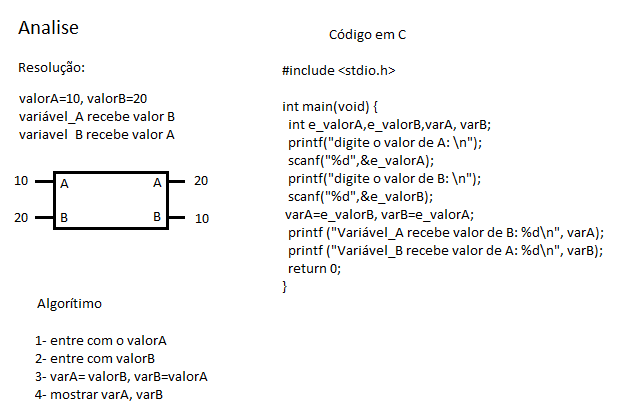 Analise
Resolução:
valorA=10, valorB=20
variável_A recebe valor B
variavel_B recebe valor A
10 A A 20
20 B B 10
Algorítimo
1- entre com o valorA
2- entre com valorB
3- varA= valorB, varB=valorA
4- mostrar varA, varB
Código em C
#include <stdio.h>
int main(void) {
int e_valorA,e_valorB,varA, varB;
printf("digite o valor de A: \n");
scanf("%d",&e_valorA);
printf("digite o valor de B: \n");
scanf("%d",&e_valorB);
varA=e_valorB, varB=e_valorA;
printf ("Variável_A recebe valor de B: %d\n", varA);
printf ("Variável_B recebe valor de A: %d\n", varB);
return 0;
}